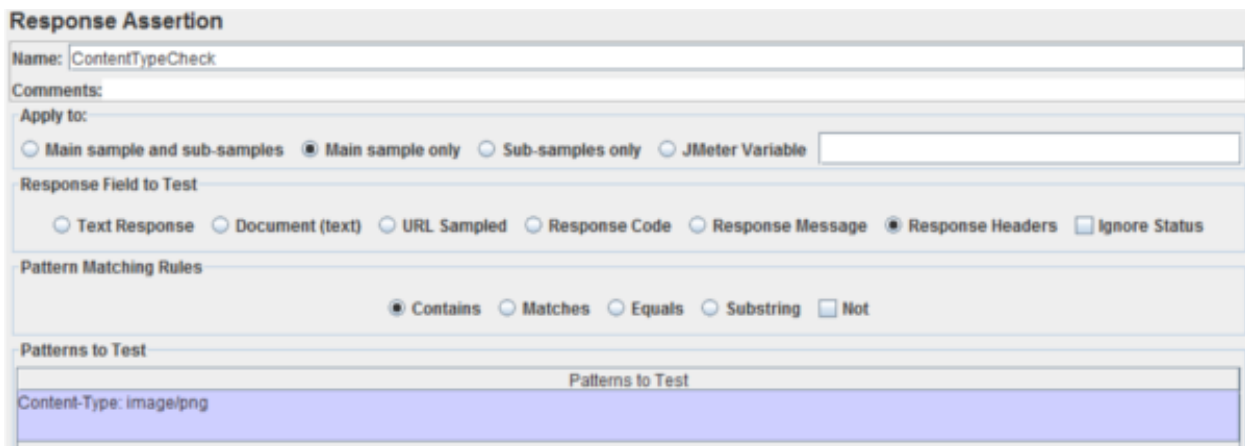 Response Assertion
Name: ContentTypeCheck
Comments:
Apply to:
Main sample and sub-samples Main sample only Sub-samples only JMeter Variable
Response Field to Test
Text Response Document (text) URL Sampled Response Code Response Message Response Headers Ignore Status
Pattern Matching Rules
Contains Matches Equals Substring Not
Patterns to Test
Patterns to Test
Content-Type: image/png